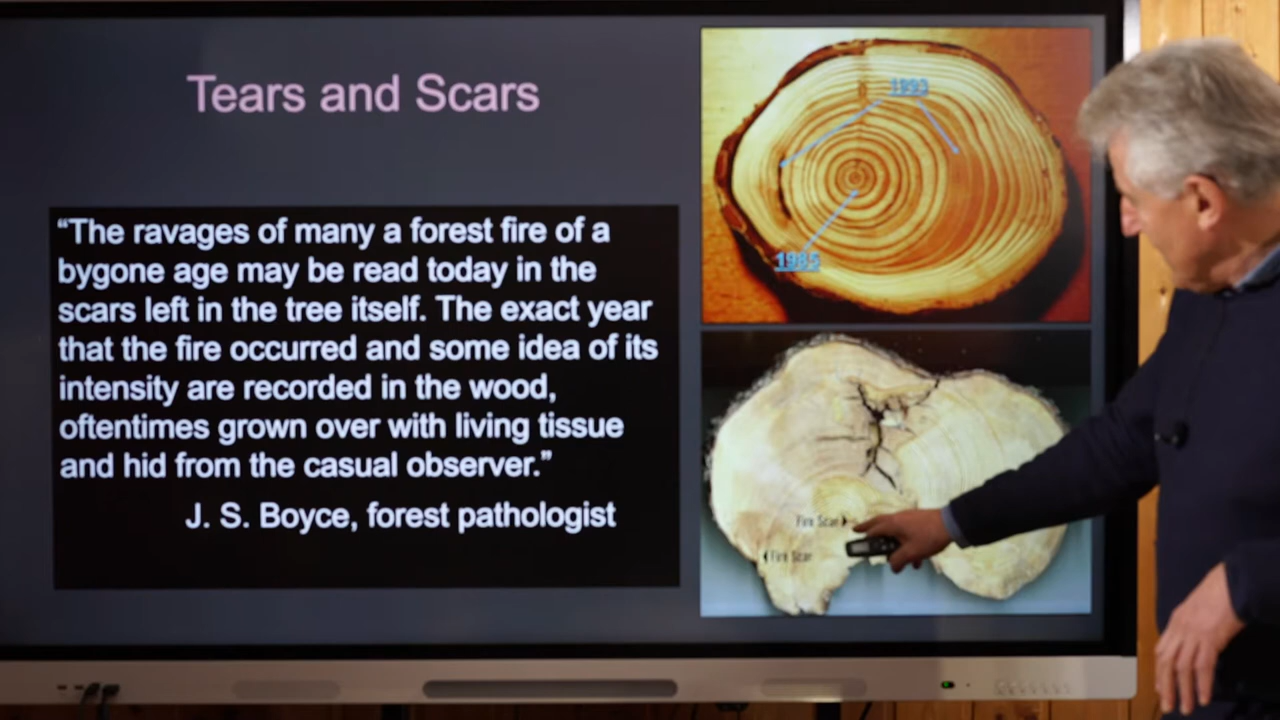 Tears and Scars
“The ravages of many a forest fire of a
bygone age may be read today in the
scars left in the tree itself. The exact year
that the fire occurred and some idea of its
intensity are recorded in the wood,
oftentimes grown over with living tissue
and hid from the casual observer.”
J. S. Boyce, forest pathologist
1993
1985
Fire Scar
Fire Scar